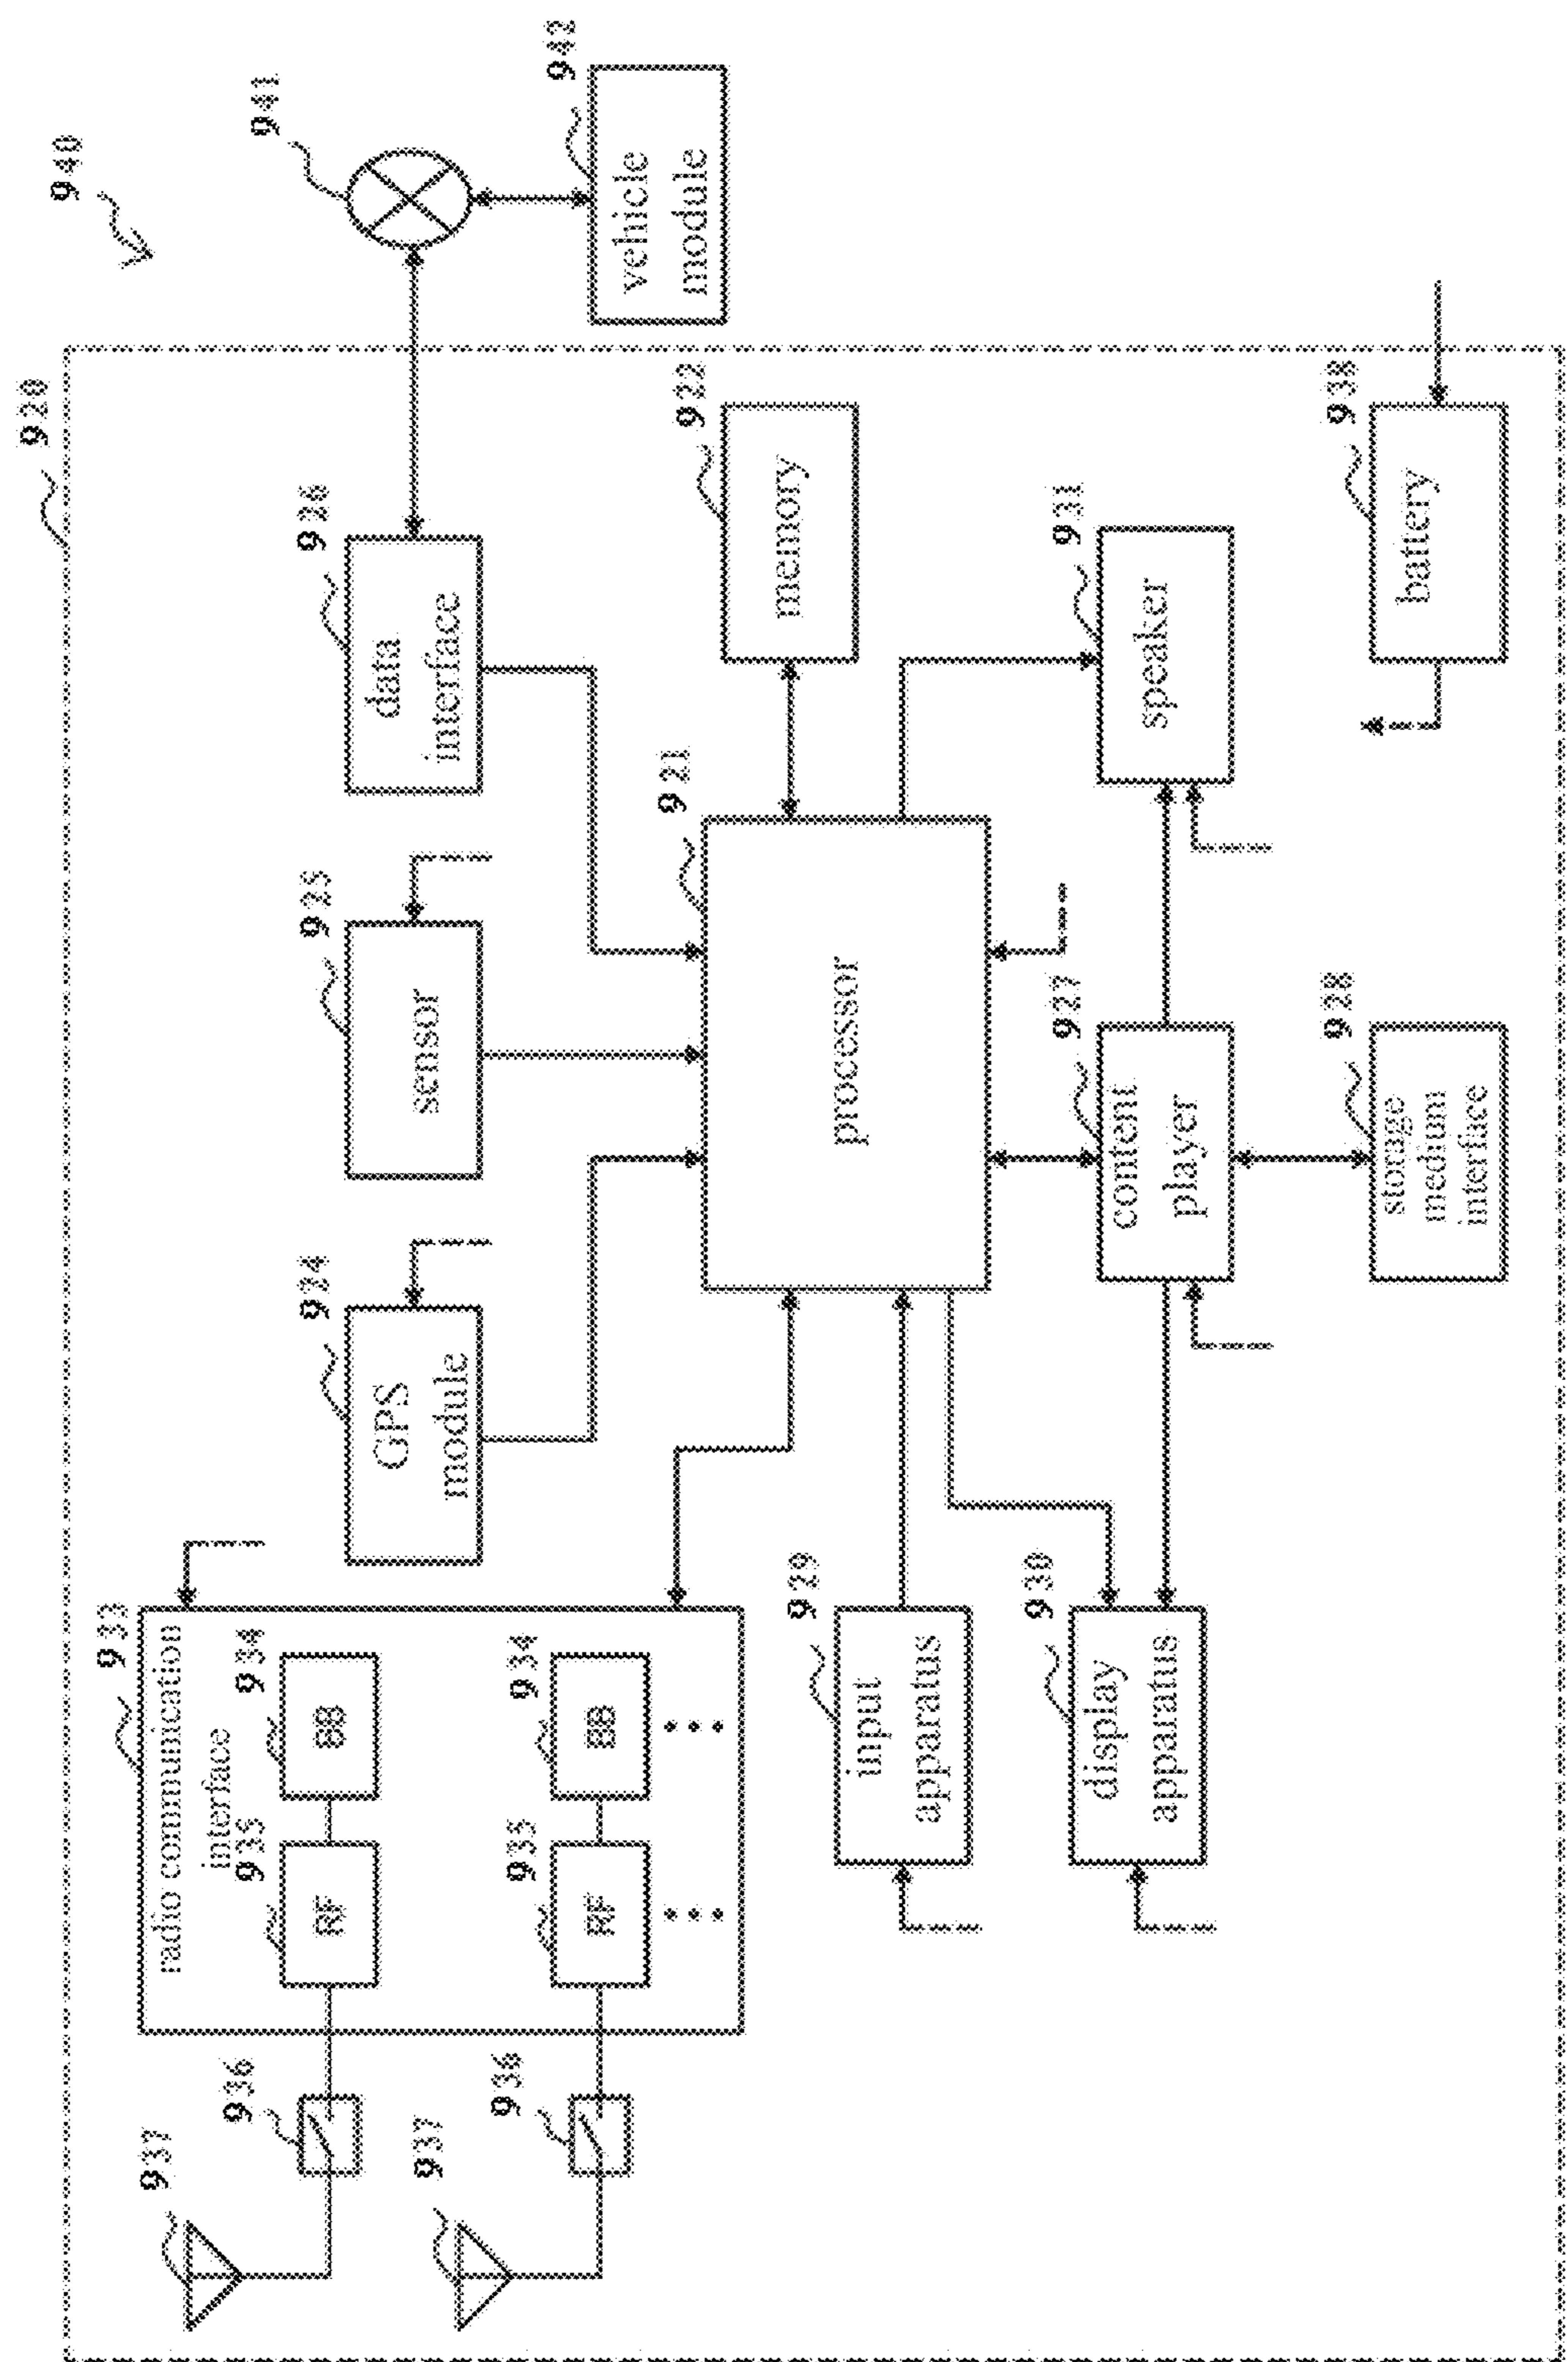 920
940
933
radio communication
interface
937
936
935
RF
934
BB
937
936
935
RF
934
BB
924
GPS
module
925
sensor
926
data
interface
941
942
vehicle
module
921
processor
922
memory
929
input
apparatus
930
display
apparatus
927
content
player
931
speaker
928
storage
medium
interface
938
battery